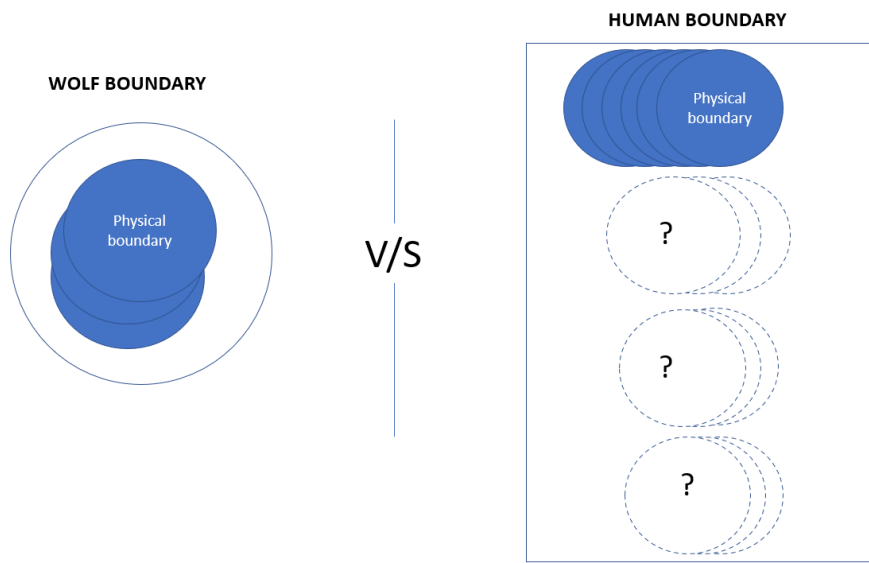 HUMAN BOUNDARY
WOLF BOUNDARY
Physical
boundary
V/S
Physical
boundary
?
?
?